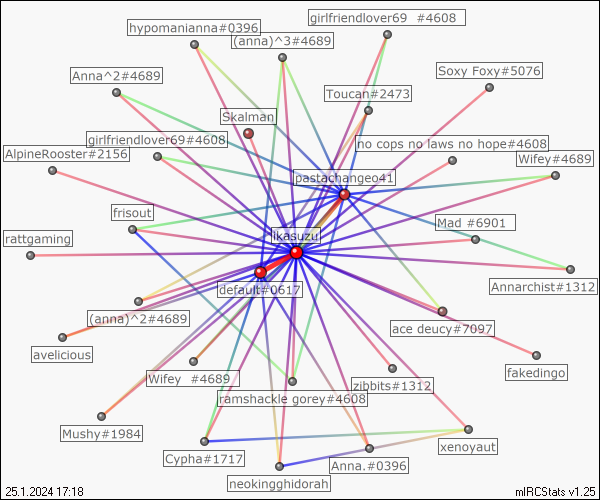 girlfriendlover69  #4608
hypomanianna#0396
(anna)^3#4689
Soxy Foxy#5076
Anna^2#4689
Toucan#2473
Skalman
girlfriendlover69#4608
no cops no laws no hope#4608
AlpineRooster#2156
Wifey#4689
pastachangeo41
frisout
Mad #6901
rattgaming
ikasuzu
Annarchist#1312
default#0617
(anna)^2#4689
ace deucy#7097
avelicious
fakedingo
Wifey  #4689
zibbits#1312
ramshackle gorey#4608
Mushy#1984
xenoyaut
Cypha#1717
Anna.#0396
neokingghidorah
25.1.2024 17:18
mIRCStats v1.25